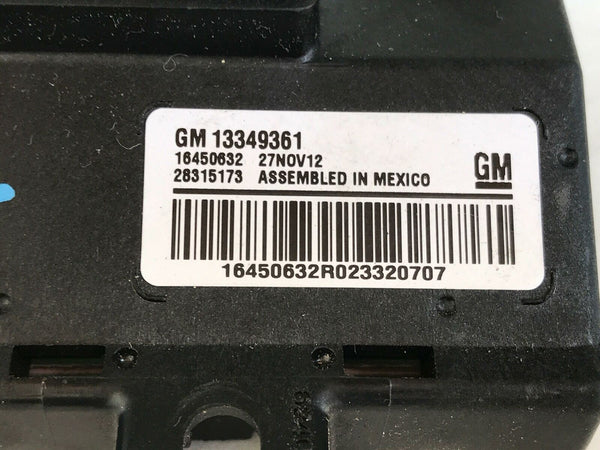 GM 13349361
16450632 27NOV12
28315173 ASSEMBLED IN MEXICO
GM
16450632R023320707